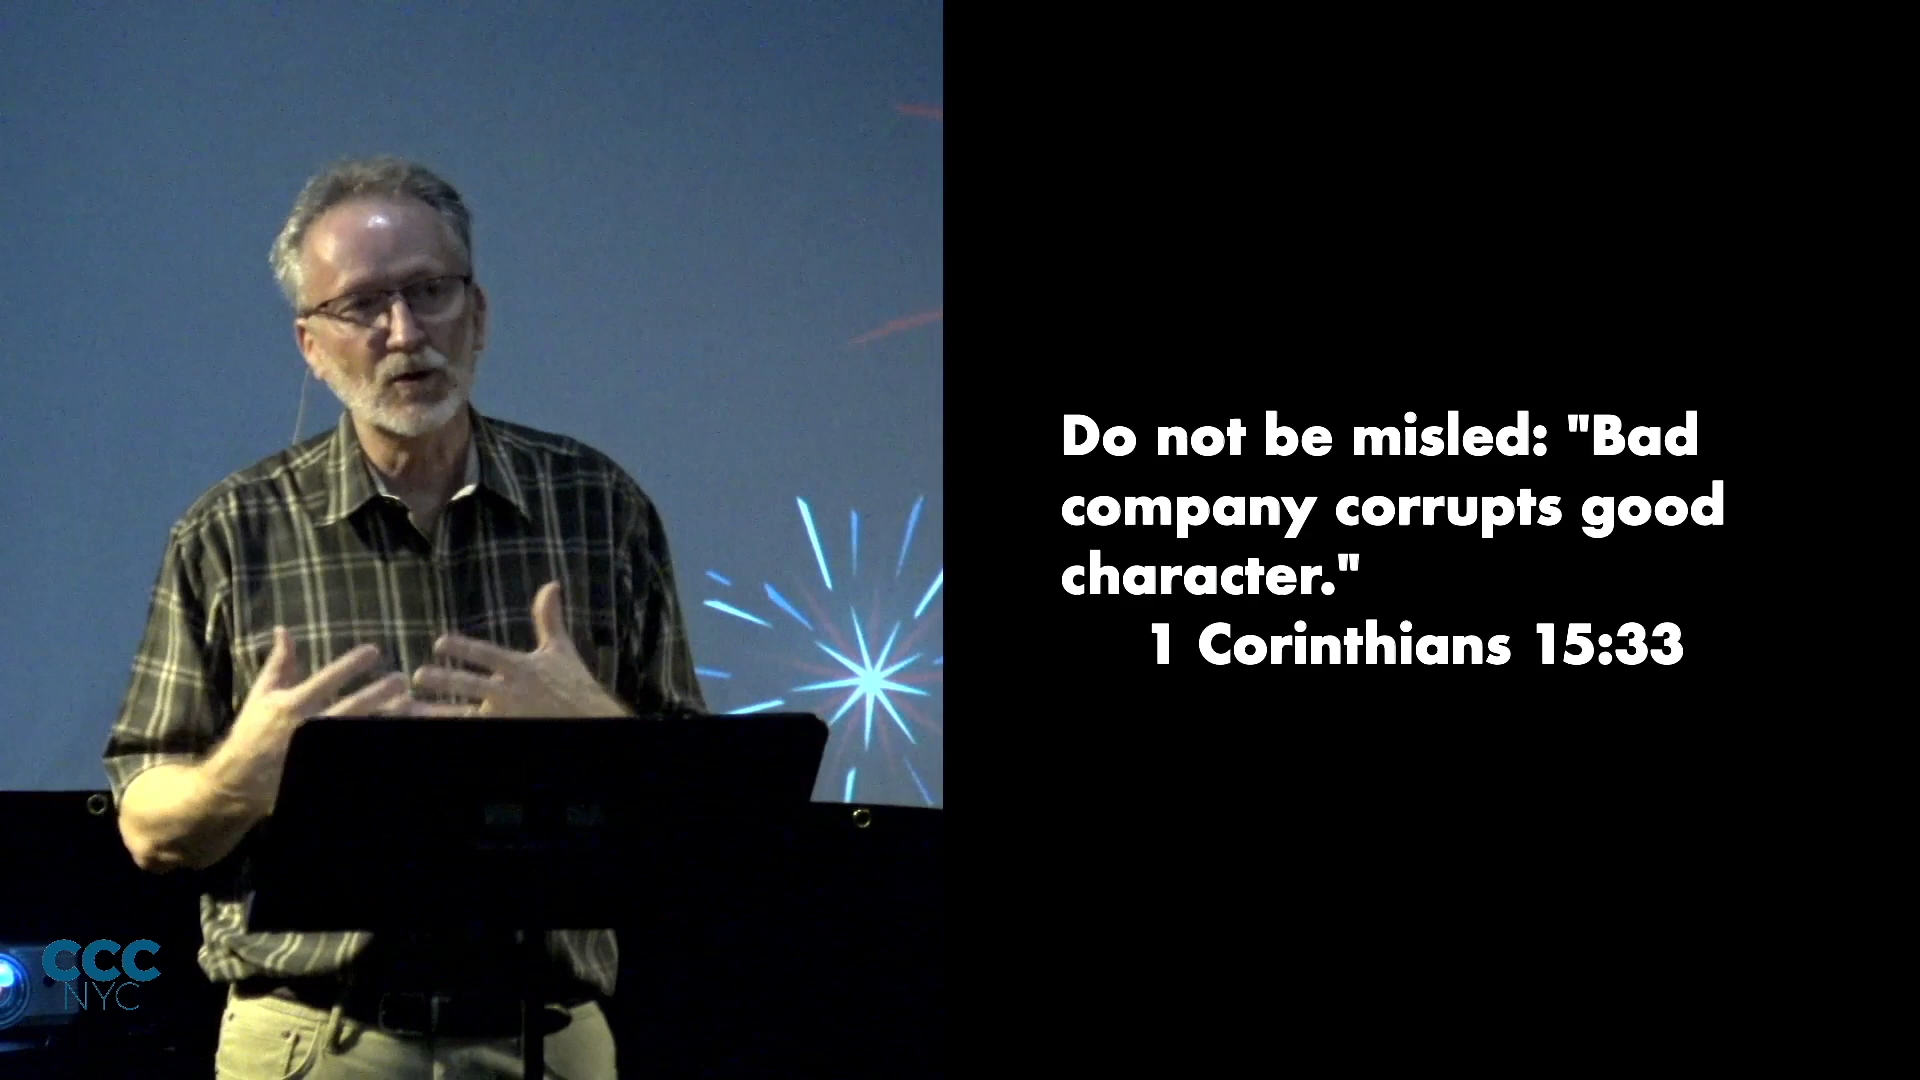 Do not be misled: "Bad
company corrupts good
character."
1 Corinthians 15:33
CCC
NYC